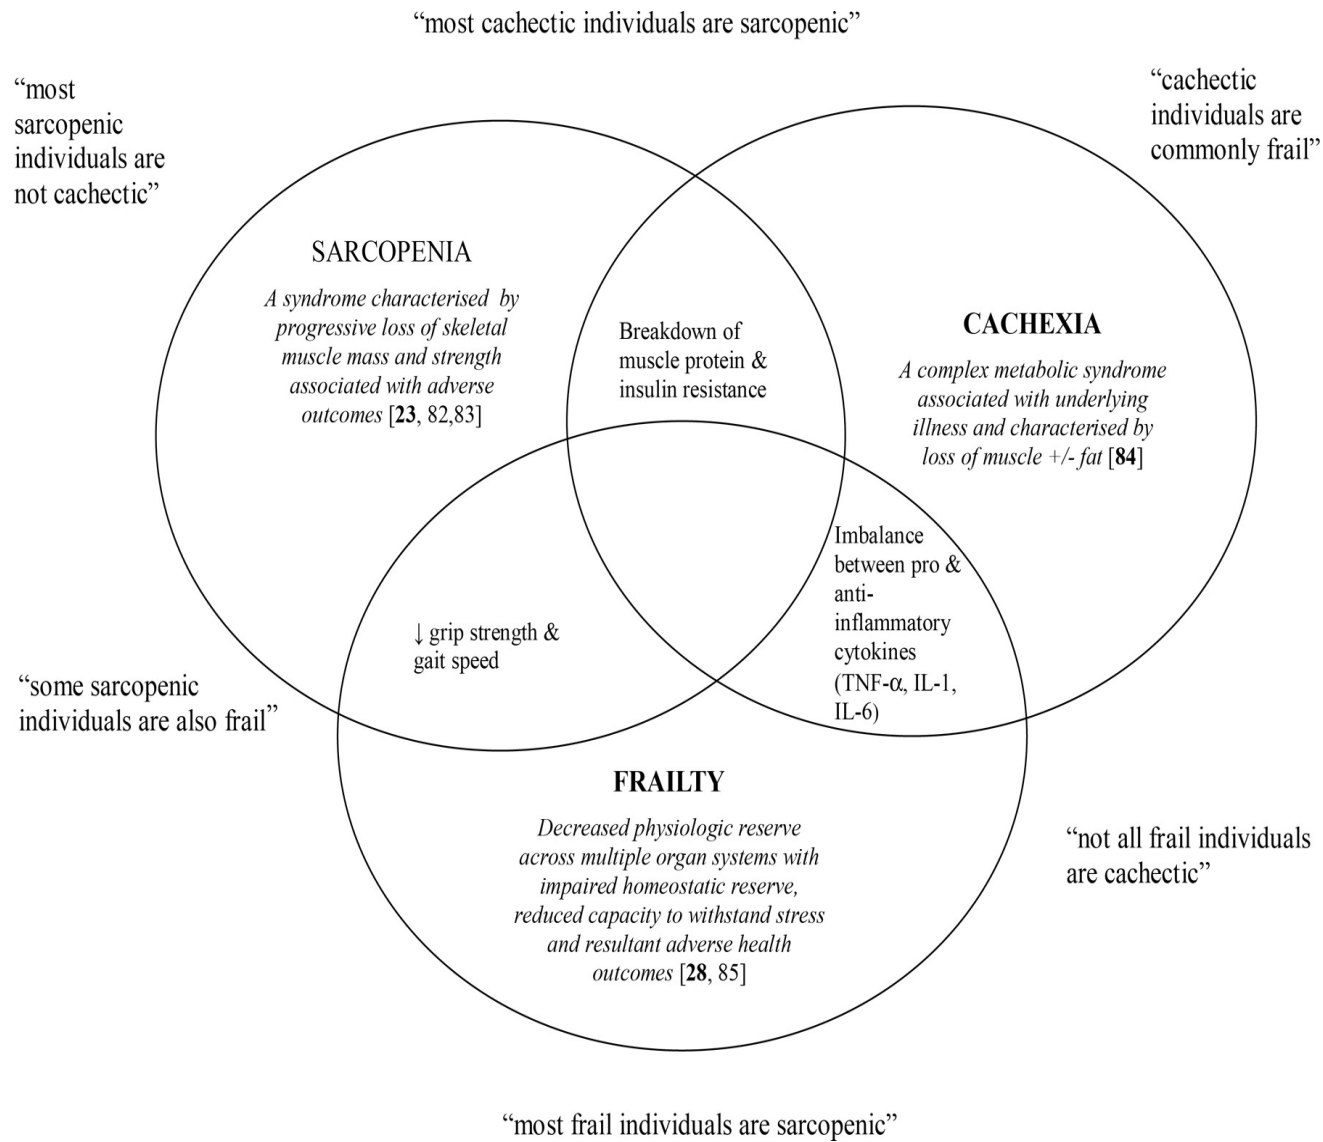 “most cachectic individuals are sarcopenic”
“most
sarcopenic
individuals are
not cachectic”
“cachectic
individuals are
commonly frail”
SARCOPENIA
A syndrome characterised by
progressive loss of skeletal
muscle mass and strength
associated with adverse
outcomes [23, 82,83]
Breakdown of
muscle protein &
insulin resistance
CACHEXIA
A complex metabolic syndrome
associated with underlying
illness and characterised by
loss of muscle +/- fat [84]
Imbalance
between pro &
anti-
inflammatory
cytokines
(TNF-α, IL-1,
IL-6)
↓ grip strength &
gait speed
“some sarcopenic
individuals are also frail”
FRAILTY
Decreased physiologic reserve
across multiple organ systems with
impaired homeostatic reserve,
reduced capacity to withstand stress
and resultant adverse health
outcomes [28, 85]
“not all frail individuals
are cachectic”
“most frail individuals are sarcopenic”